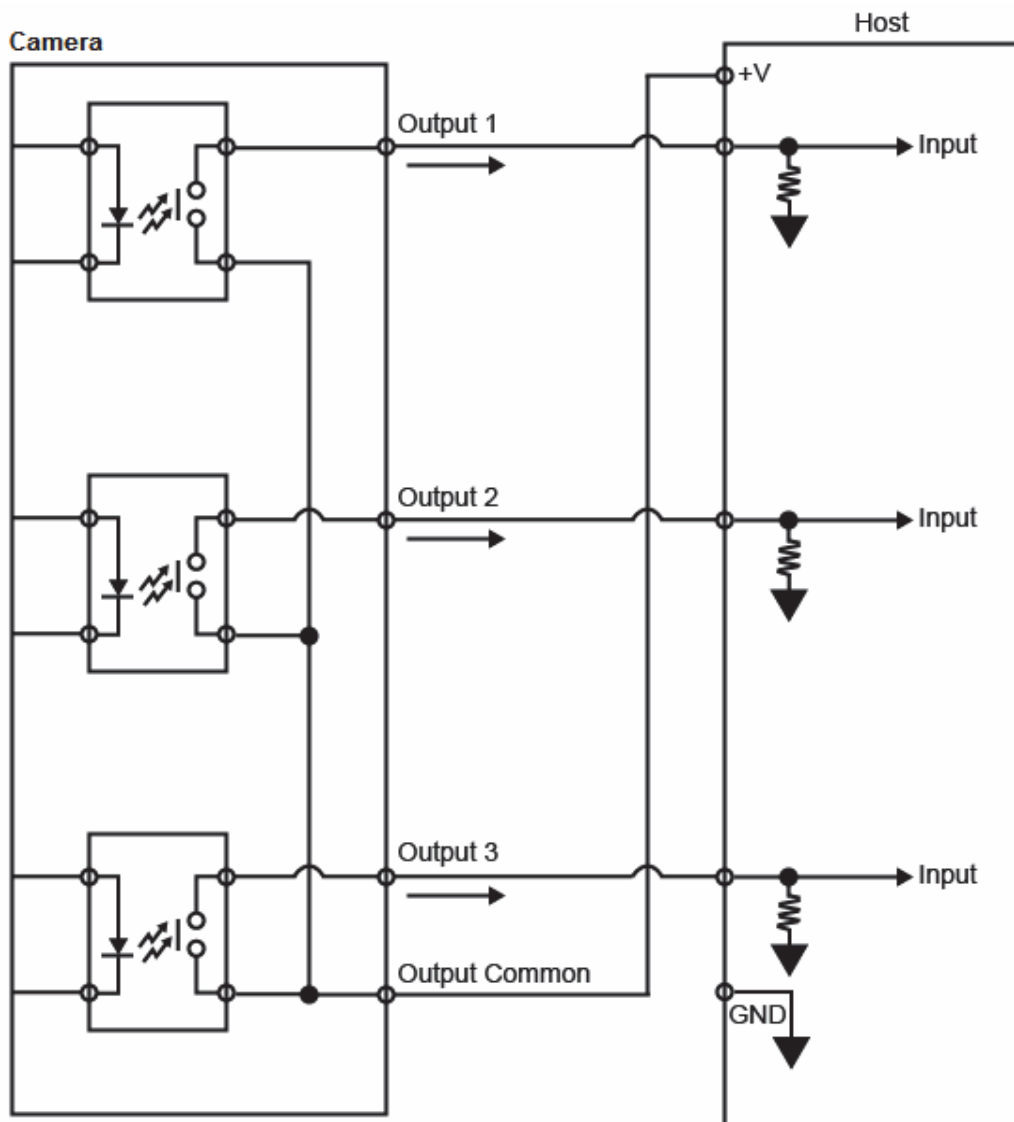 Host
Camera
+V
Output 1
Input
Output 2
Input
Output 3
Input
Output Common
GND